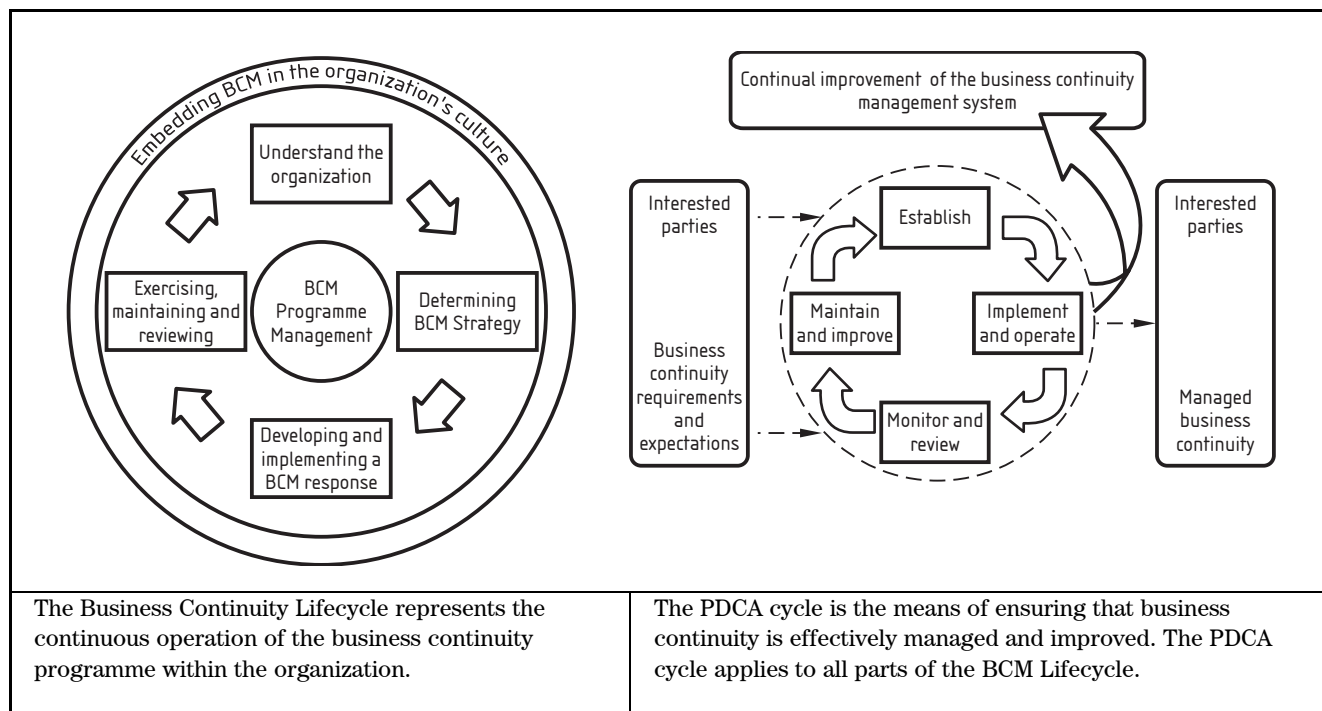 Embedding BCM in the organization's culture
Understand the
organization
Exercising,
maintaining and
reviewing
BCM
Programme
Management
Determining
BCM Strategy
Developing and
implementing a
BCM response
Continual improvement of the business continuity
management system
Interested
parties
Business
continuity
requirements
and
expectations
Establish
Maintain
and improve
Implement
and operate
Monitor and
review
Interested
parties
Managed
business
continuity
The Business Continuity Lifecycle represents the
continuous operation of the business continuity
programme within the organization.
The PDCA cycle is the means of ensuring that business
continuity is effectively managed and improved. The PDCA
cycle applies to all parts of the BCM Lifecycle.